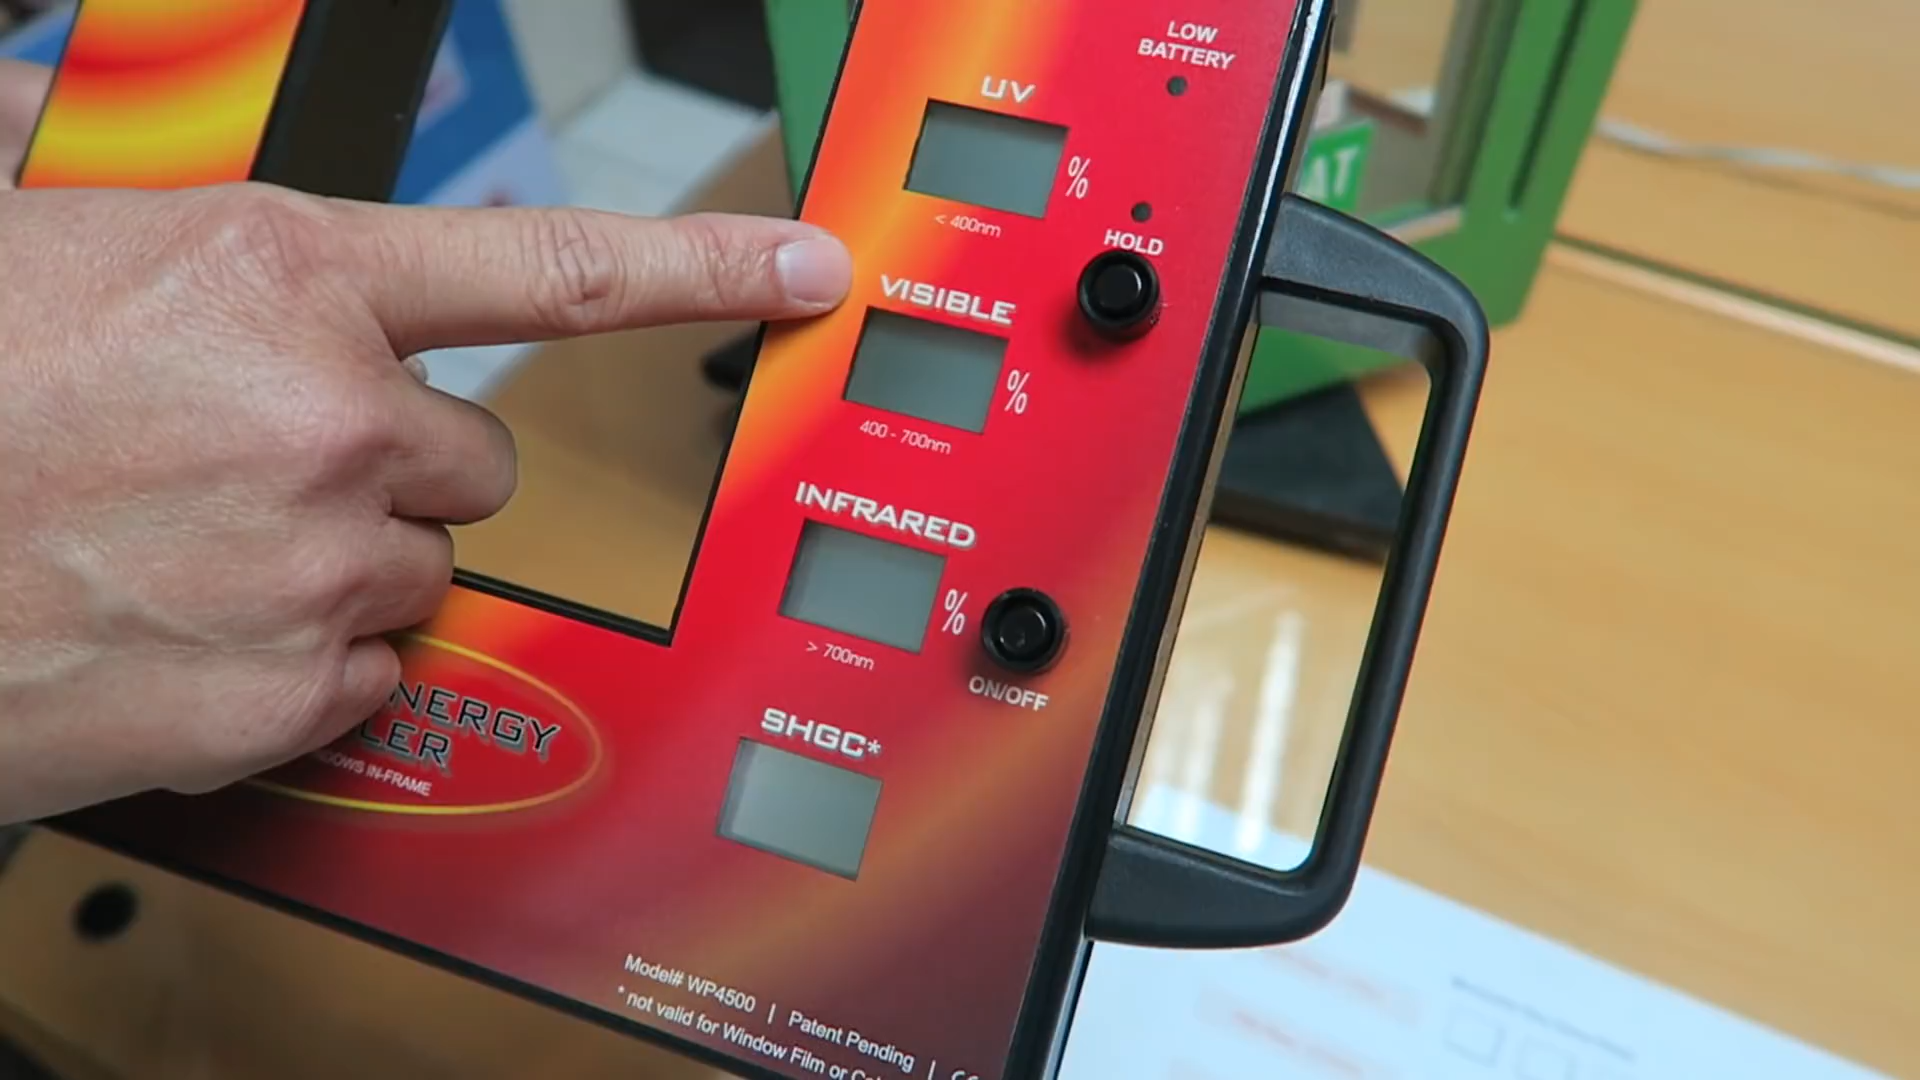 LOW
BATTERY
UV
%
< 400nm
HOLD
VISIBLE
%
400 - 700nm
INFRARED
%
> 700nm
ON/OFF
SHGC*
NERGY
LER
IN-FRAME
Model# WP4500 | Patent Pending |
* not valid for Window Film or
AT